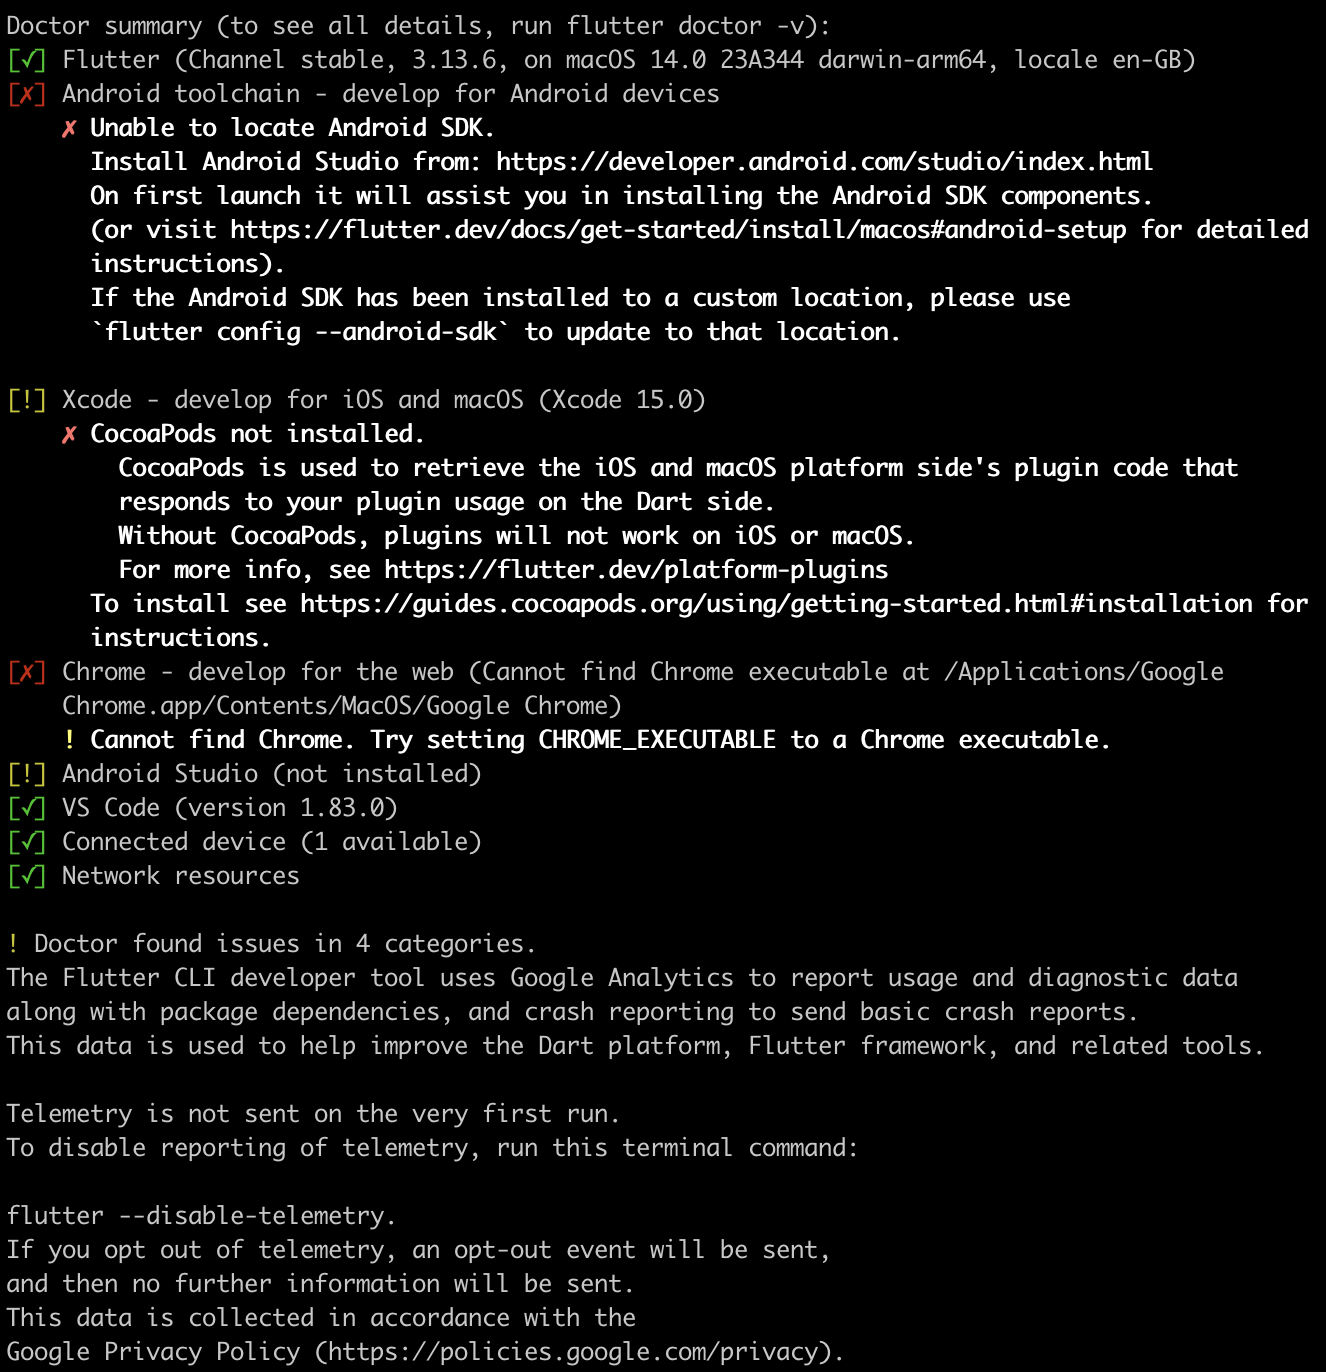 Doctor summary (to see all details, run flutter doctor -v):
[✓] Flutter (Channel stable, 3.13.6, on macOS 14.0 23A344 darwin-arm64, locale en-GB)
[✗] Android toolchain - develop for Android devices
    ✗ Unable to locate Android SDK.
      Install Android Studio from: https://developer.android.com/studio/index.html
      On first launch it will assist you in installing the Android SDK components.
      (or visit https://flutter.dev/docs/get-started/install/macos#android-setup for detailed
      instructions).
      If the Android SDK has been installed to a custom location, please use
      `flutter config --android-sdk` to update to that location.

[!] Xcode - develop for iOS and macOS (Xcode 15.0)
    ✗ CocoaPods not installed.
        CocoaPods is used to retrieve the iOS and macOS platform side's plugin code that
        responds to your plugin usage on the Dart side.
        Without CocoaPods, plugins will not work on iOS or macOS.
        For more info, see https://flutter.dev/platform-plugins
      To install see https://guides.cocoapods.org/using/getting-started.html#installation for
      instructions.
[✗] Chrome - develop for the web (Cannot find Chrome executable at /Applications/Google
    Chrome.app/Contents/MacOS/Google Chrome)
    ! Cannot find Chrome. Try setting CHROME_EXECUTABLE to a Chrome executable.
[!] Android Studio (not installed)
[✓] VS Code (version 1.83.0)
[✓] Connected device (1 available)
[✓] Network resources

! Doctor found issues in 4 categories.
The Flutter CLI developer tool uses Google Analytics to report usage and diagnostic data
along with package dependencies, and crash reporting to send basic crash reports.
This data is used to help improve the Dart platform, Flutter framework, and related tools.

Telemetry is not sent on the very first run.
To disable reporting of telemetry, run this terminal command:

flutter --disable-telemetry.
If you opt out of telemetry, an opt-out event will be sent,
and then no further information will be sent.
This data is collected in accordance with the
Google Privacy Policy (https://policies.google.com/privacy).